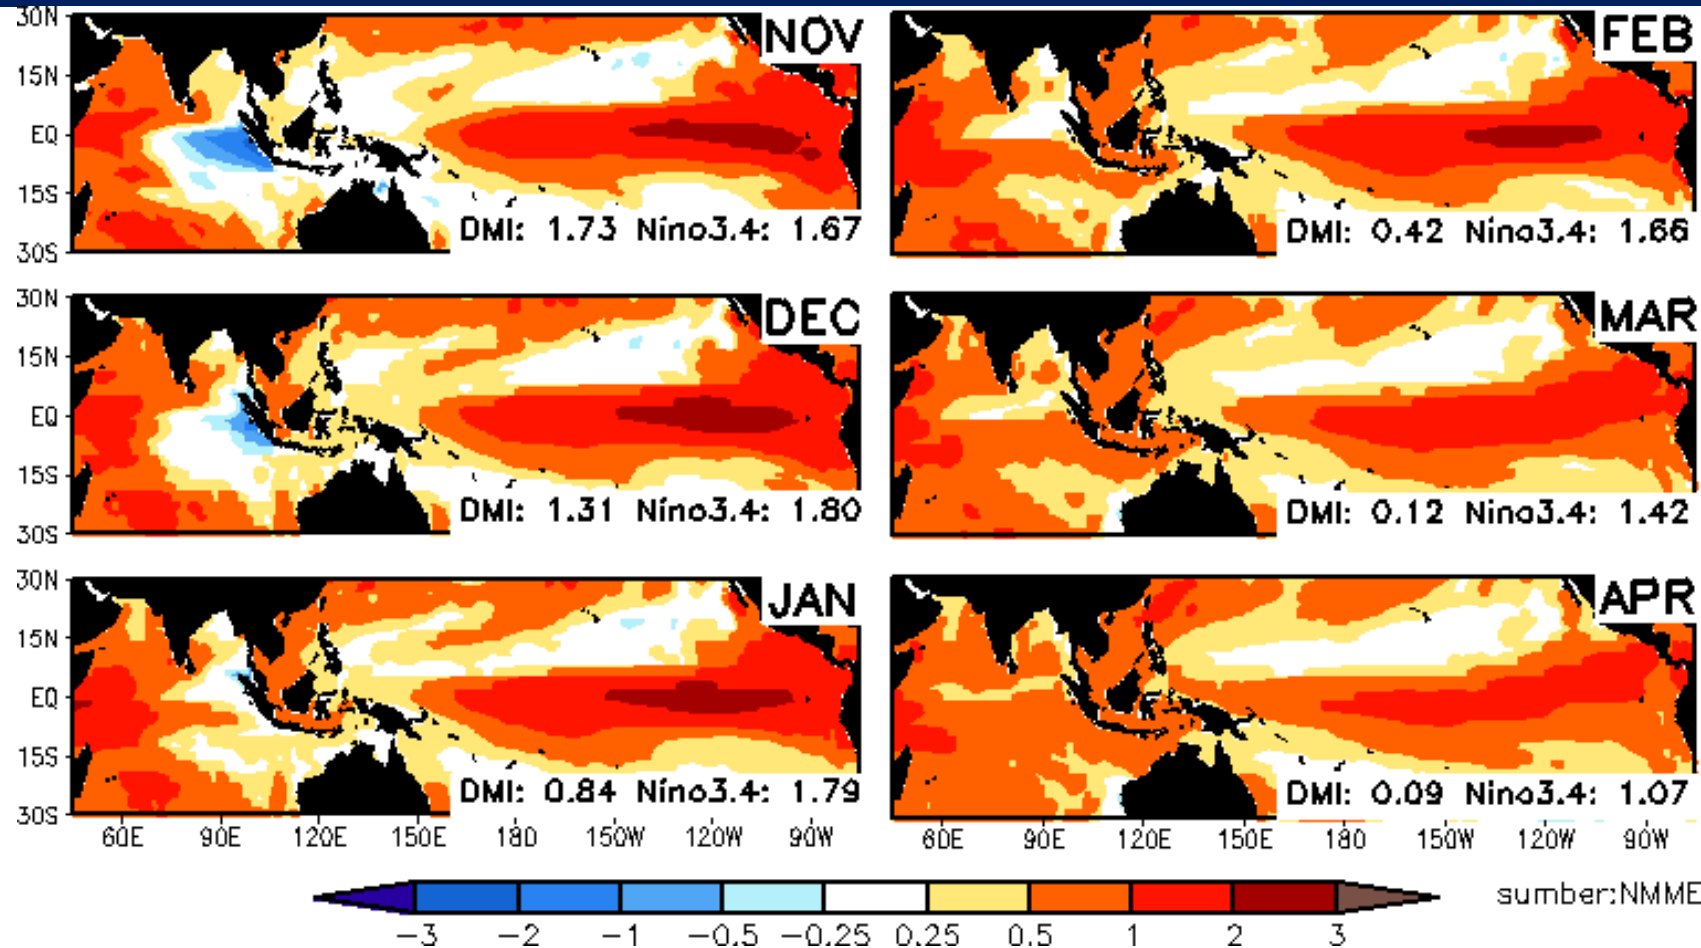 30N
15N
EQ
15S
30S
NOV
DMI: 1.73 Nino3.4: 1.67
FEB
DMI: 0.42 Nino3.4: 1.66
30N
15N
EQ
15S
30S
DEC
DMI: 1.31 Nino3.4: 1.80
MAR
DMI: 0.12 Nino3.4: 1.42
30N
15N
EQ
15S
30S
JAN
DMI: 0.84 Nino3.4: 1.79
APR
DMI: 0.09 Nino3.4: 1.07
60E 90E 120E 150E 180 150W 120W 90W
60E 90E 120E 150E 180 150W 120W 90W
-3 -2 -1 -0.5 -0.25 0.25 0.5 1 2 3
sumber:NMME